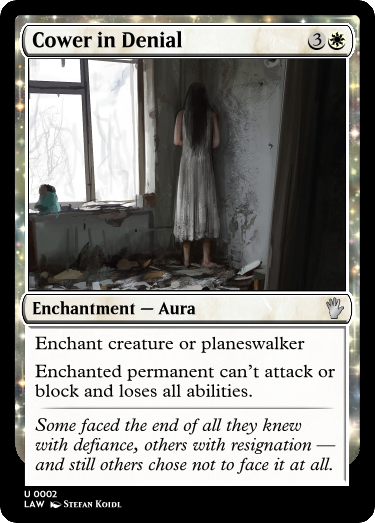 Cower in Denial 3
Enchantment — Aura
Enchant creature or planeswalker
Enchanted permanent can't attack or
block and loses all abilities.
Some faced the end of all they knew
with defiance, others with resignation —
and still others chose not to face it at all.
U 0002
LAW Stefan Koidl